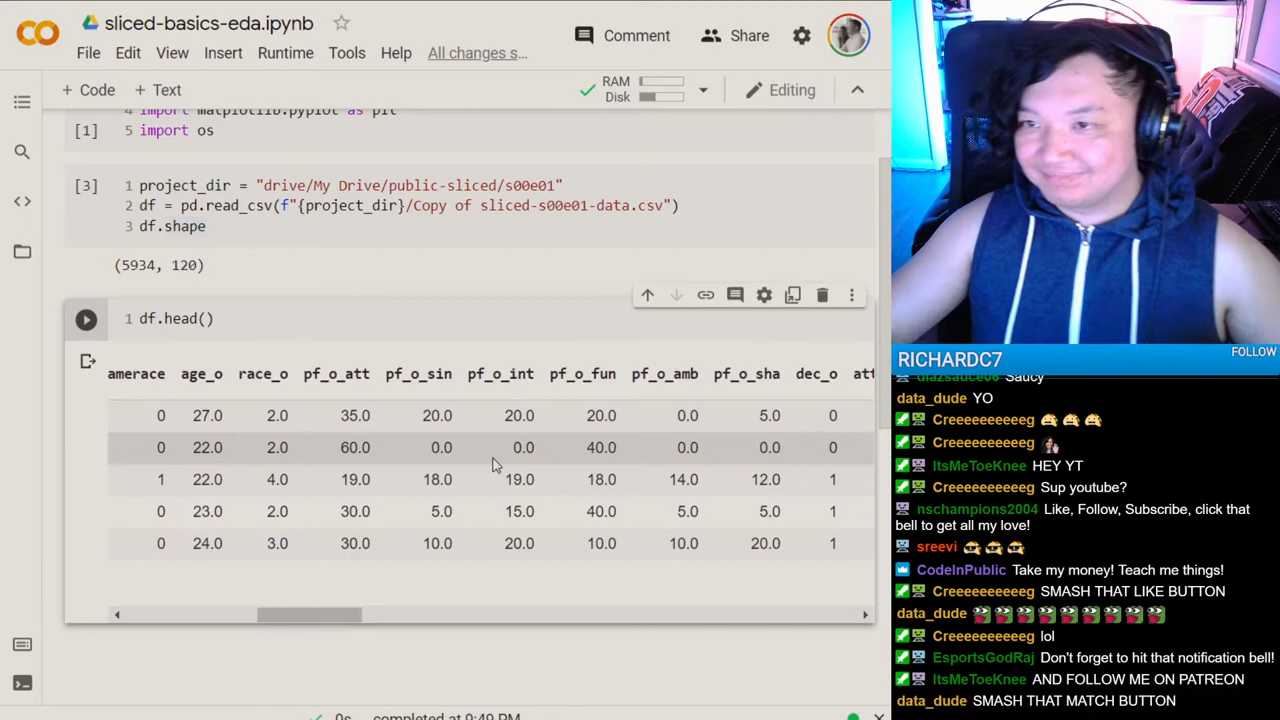 sliced-basics-eda.ipynb
File Edit View Insert Runtime Tools Help All changes s…
Comment
Share
+ Code + Text
RAM
Disk
Editing
4 import matplotlib.pyplot as plt
[1] 5 import os
[3] 1 project_dir = "drive/My Drive/public-sliced/s00e01"
2 df = pd.read_csv(f"{project_dir}/Copy of sliced-s00e01-data.csv")
3 df.shape
(5934, 120)
1 df.head()
amerace age_o race_o pf_o_att pf_o_sin pf_o_int pf_o_fun pf_o_amb pf_o_sha dec_o att
0 27.0 2.0 35.0 20.0 20.0 20.0 0.0 5.0 0
0 22.0 2.0 60.0 0.0 0.0 40.0 0.0 0.0 0
1 22.0 4.0 19.0 18.0 19.0 18.0 14.0 12.0 1
0 23.0 2.0 30.0 5.0 15.0 40.0 5.0 5.0 1
0 24.0 3.0 30.0 10.0 20.0 10.0 10.0 20.0 1
0s completed at 9:49 PM
RICHARDC7
FOLLOW
diazsauce06 Saucy
data_dude YO
Creeeeeeeeeg
Creeeeeeeeeg
ItsMeToeKnee HEY YT
Creeeeeeeeeg Sup youtube?
nschampions2004 Like, Follow, Subscribe, click that
bell to get all my love!
sreevi
CodeInPublic Take my money! Teach me things!
Creeeeeeeeeg SMASH THAT LIKE BUTTON
data_dude
Creeeeeeeeeg lol
EsportsGodRaj Don't forget to hit that notification bell!
ItsMeToeKnee AND FOLLOW ME ON PATREON
data_dude SMASH THAT MATCH BUTTON